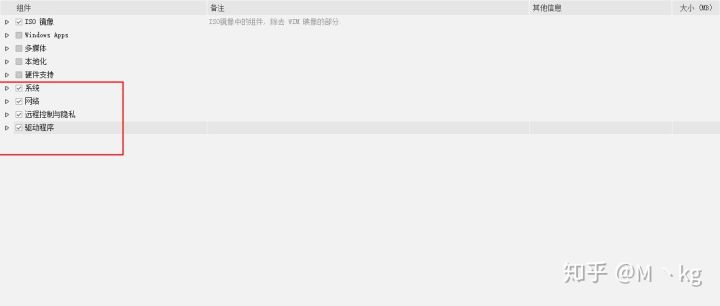 组件 备注 其他信息 大小 (MB)
ISO 镜像 ISO镜像中的组件，除去 WIM 映像的部分
Windows Apps
多媒体
本地化
硬件支持
系统
网络
远程控制与隐私
驱动程序
知乎 @M丶kg